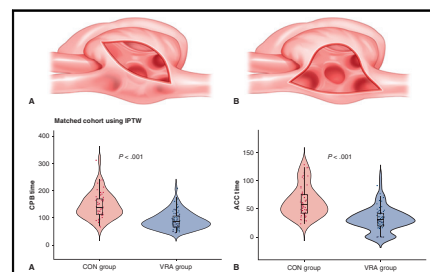 A
B
Matched cohort using IPTW
400
300
200
100
0
CPB time
P < .001
CON group
VRA group
A
150
100
50
0
ACC time
P < .001
CON group
VRA group
B